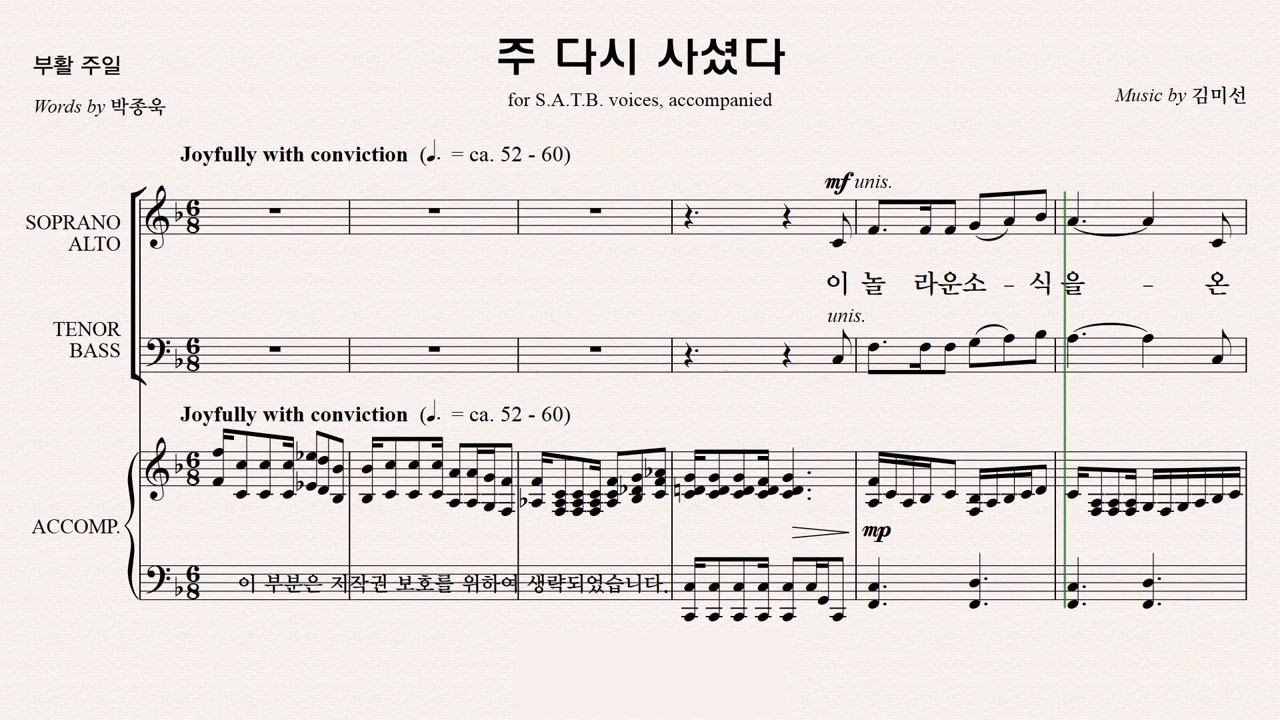 주 다시 사셨다
부활 주일
for S.A.T.B. voices, accompanied
Words by 박종욱
Music by 김미선
Joyfully with conviction (♩. = ca. 52 - 60)
mf unis.
SOPRANO
ALTO
이 놀 라운소 - 식 을 - 온
unis.
TENOR
BASS
Joyfully with conviction (♩. = ca. 52 - 60)
ACCOMP.
mp
이 부분은 저작권 보호를 위하여 생략되었습니다.